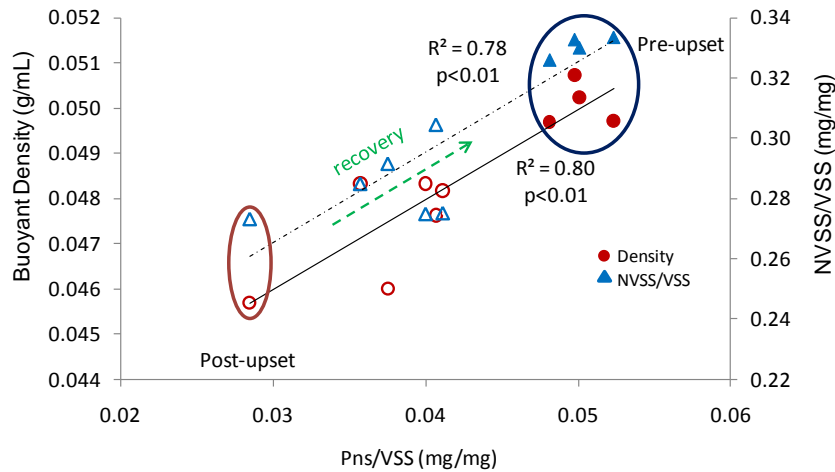 0.052
0.051
0.050
0.049
0.048
0.047
0.046
0.045
0.044
Buoyant Density (g/mL)
0.34
0.32
0.30
0.28
0.26
0.24
0.22
NVSS/VSS (mg/mg)
R² = 0.78
p<0.01
Pre-upset
recovery
R² = 0.80
p<0.01
Density
NVSS/VSS
Post-upset
0.02
0.03
0.04
0.05
0.06
Pns/VSS (mg/mg)